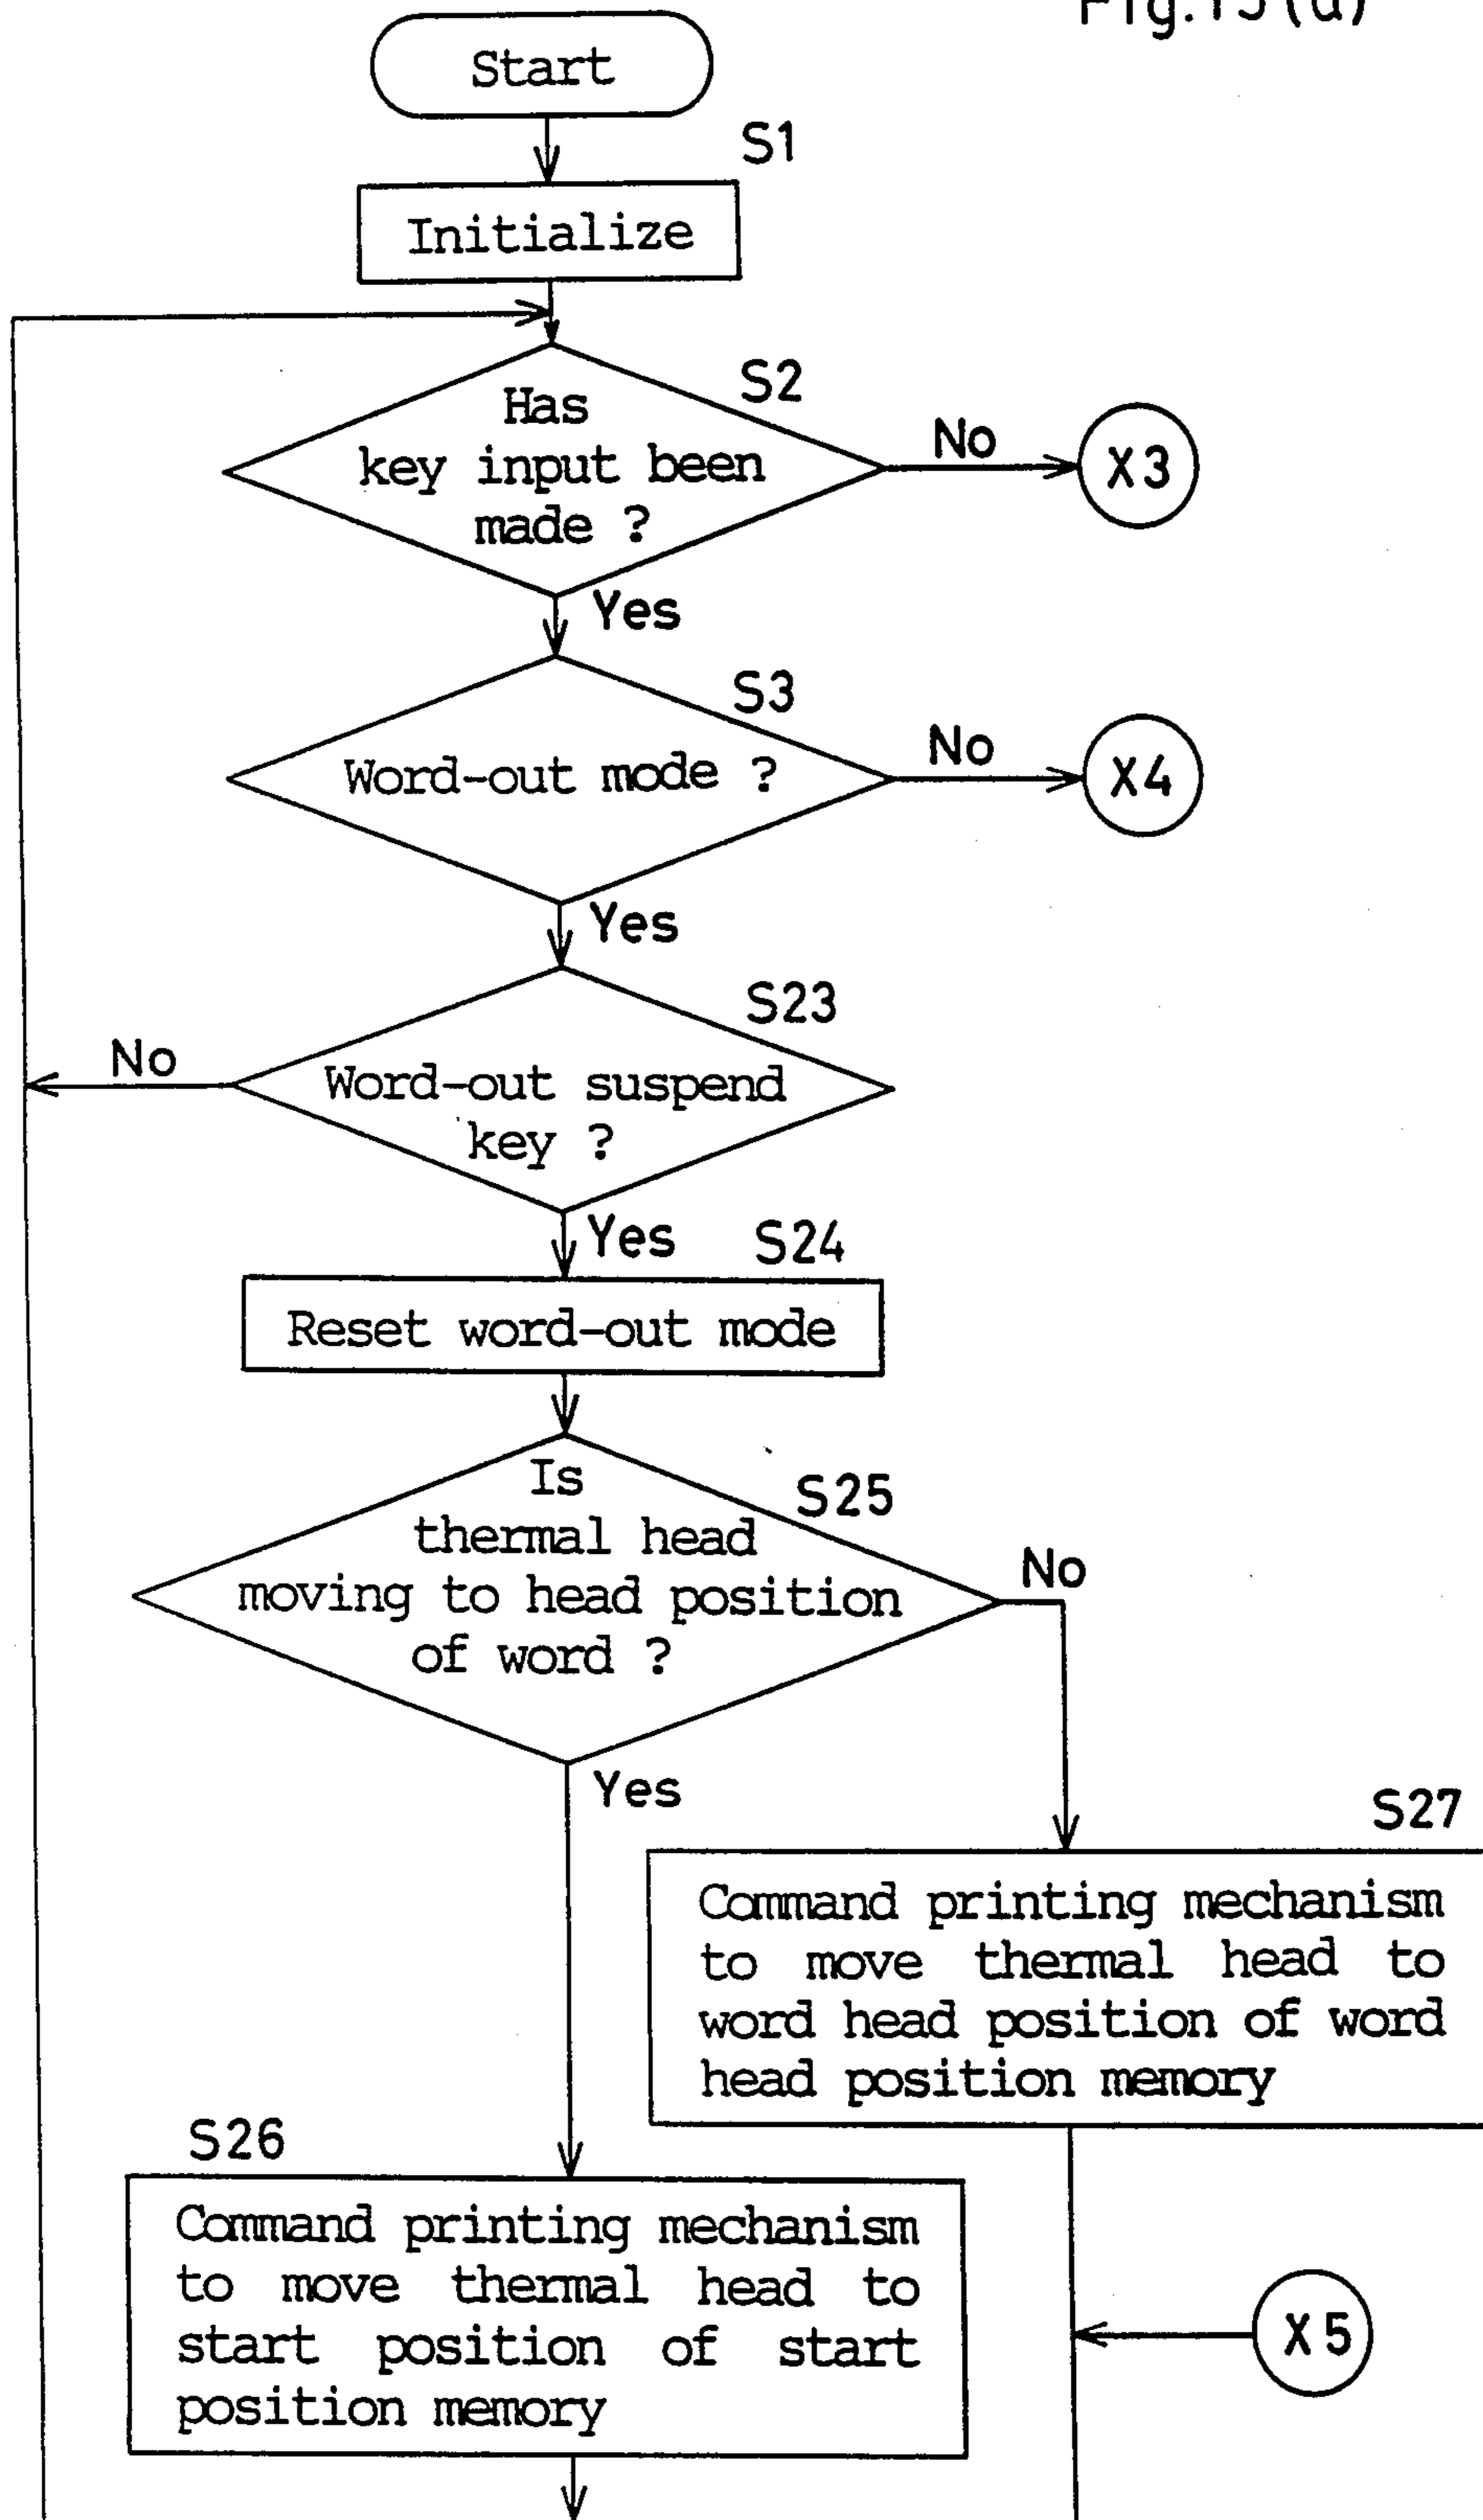 Start
S1
Initialize
S2
Has
key input been
made ?
No
X3
Yes
S3
Word-out mode ?
No
X4
Yes
S23
No
Word-out suspend
key ?
Yes
S24
Reset word-out mode
Is
S25
thermal head
moving to head position
of word ?
No
Yes
S27
Command printing mechanism
to move thermal head to
word head position of word
head position memory
S26
Command printing mechanism
to move thermal head to
start position of start
position memory
X5